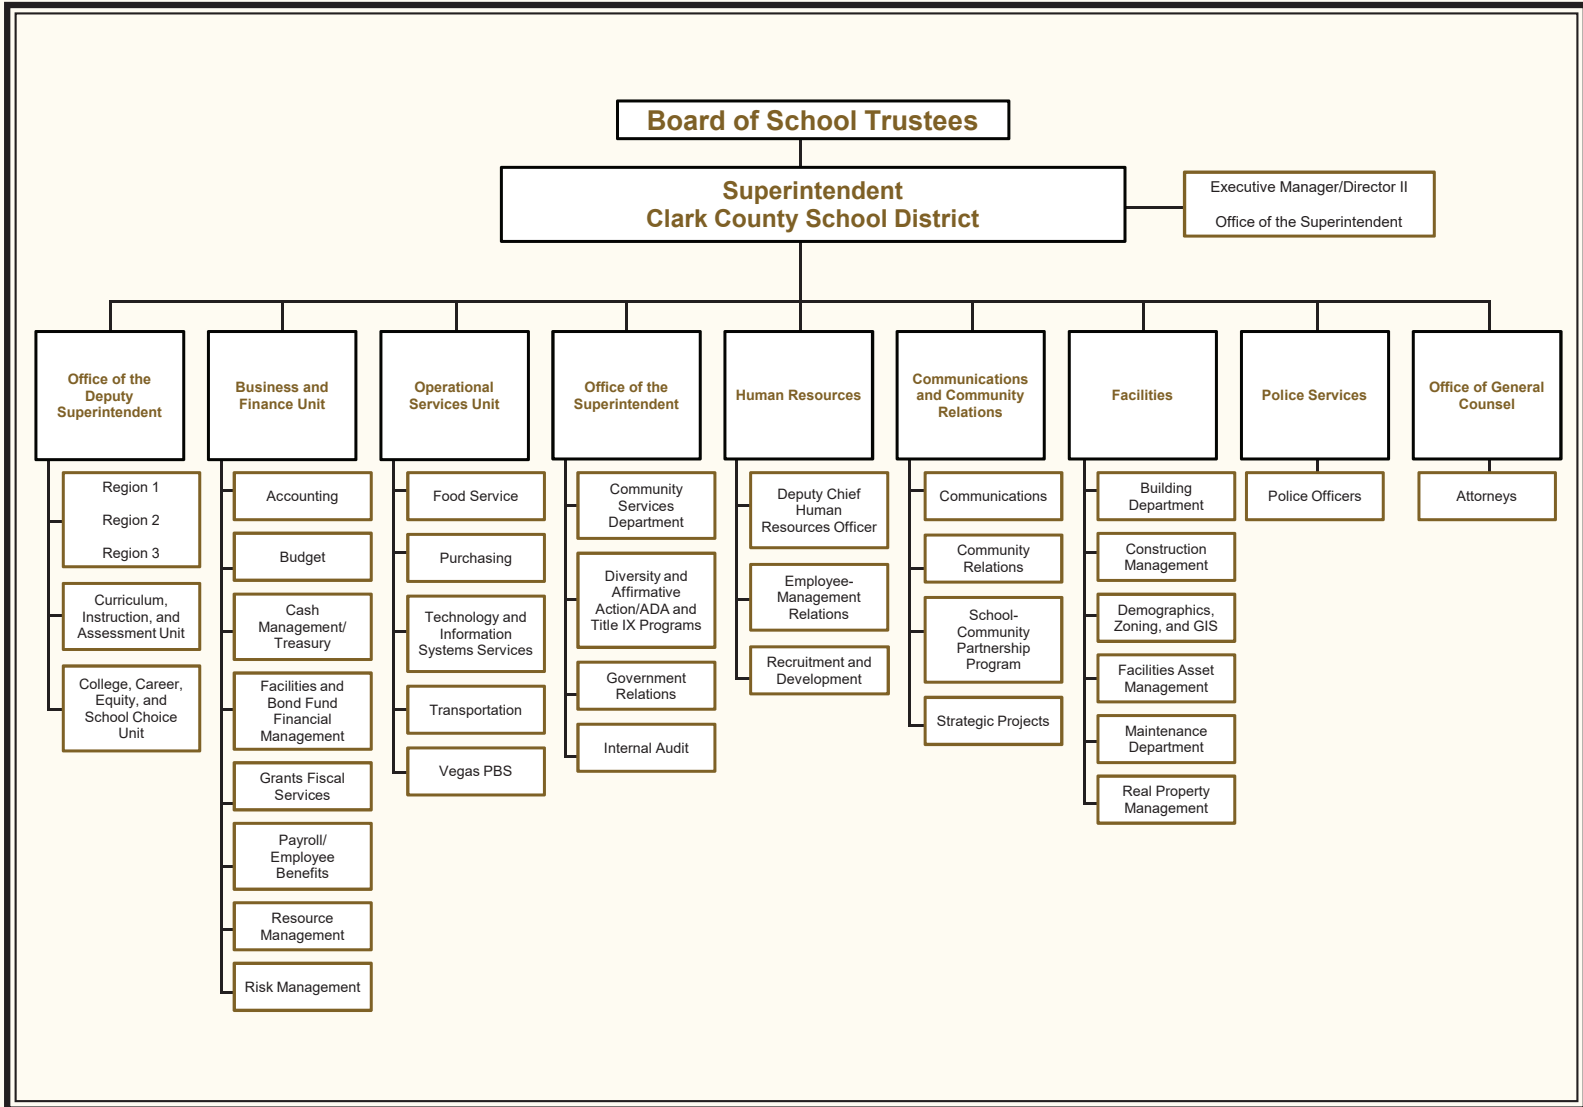 Board of School Trustees
Superintendent
Clark County School District
Executive Manager/Director II
Office of the Superintendent
Office of the
Deputy
Superintendent
Region 1
Region 2
Region 3
Curriculum,
Instruction, and
Assessment Unit
College, Career,
Equity, and
School Choice
Unit
Business and
Finance Unit
Accounting
Budget
Cash
Management/
Treasury
Facilities and
Bond Fund
Financial
Management
Grants Fiscal
Services
Payroll/
Employee
Benefits
Resource
Management
Risk Management
Operational
Services Unit
Food Service
Purchasing
Technology and
Information
Systems Services
Transportation
Vegas PBS
Office of the
Superintendent
Community
Services
Department
Diversity and
Affirmative
Action/ADA and
Title IX Programs
Government
Relations
Internal Audit
Human Resources
Deputy Chief
Human
Resources Officer
Employee-
Management
Relations
Recruitment and
Development
Communications
and Community
Relations
Communications
Community
Relations
School-
Community
Partnership
Program
Strategic Projects
Facilities
Building
Department
Construction
Management
Demographics,
Zoning, and GIS
Facilities Asset
Management
Maintenance
Department
Real Property
Management
Police Services
Police Officers
Office of General
Counsel
Attorneys